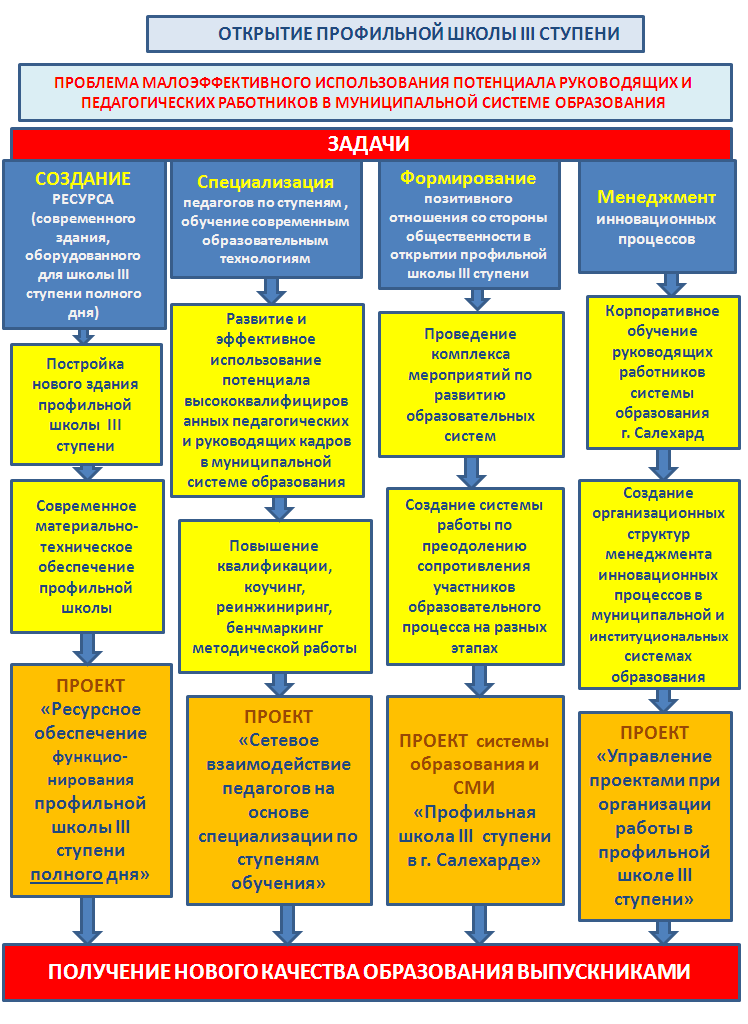 ОТКРЫТИЕ ПРОФИЛЬНОЙ ШКОЛЫ III СТУПЕНИ
ПРОБЛЕМА МАЛОЭФФЕКТИВНОГО ИСПОЛЬЗОВАНИЯ ПОТЕНЦИАЛА РУКОВОДЯЩИХ И
ПЕДАГОГИЧЕСКИХ РАБОТНИКОВ В МУНИЦИПАЛЬНОЙ СИСТЕМЕ ОБРАЗОВАНИЯ
ЗАДАЧИ
СОЗДАНИЕ
РЕСУРСА
(современного
здания,
оборудованного
для школы III
ступени полного
дня)
Постройка
нового здания
профильной
школы III
ступени
Современное
материально-
техническое
обеспечение
профильной
школы
ПРОЕКТ
«Ресурсное
обеспечение
функцио-
нирования
профильной
школы III
ступени
полного дня»
Специализация
педагогов по ступеням ,
обучение современным
образовательным
технологиям
Развитие и
эффективное
использование
потенциала
высококвалифициров
анных педагогических
и руководящих кадров
в муниципальной
системе образования
Повышение
квалификации,
коучинг,
реинжиниринг,
бенчмаркинг
методической работы
ПРОЕКТ
«Сетевое
взаимодействие
педагогов на
основе
специализации по
ступеням
обучения»
Формирование
позитивного
отношения со стороны
общественности в
открытии профильной
школы III ступени
Проведение
комплекса
мероприятий по
развитию
образовательных
систем
Создание системы
работы по
преодолению
сопротивления
участников
образовательного
процесса на разных
этапах
ПРОЕКТ системы
образования и
СМИ
«Профильная
школа III ступени
в г. Салехарде»
Менеджмент
инновационных
процессов
Корпоративное
обучение
руководящих
работников
системы
образования
г. Салехард
Создание
организационных
структур
менеджмента
инновационных
процессов в
муниципальной и
институциональных
системах
образования
ПРОЕКТ
«Управление
проектами при
организации
работы в
профильной
школе III
ступени»
ПОЛУЧЕНИЕ НОВОГО КАЧЕСТВА ОБРАЗОВАНИЯ ВЫПУСКНИКАМИ